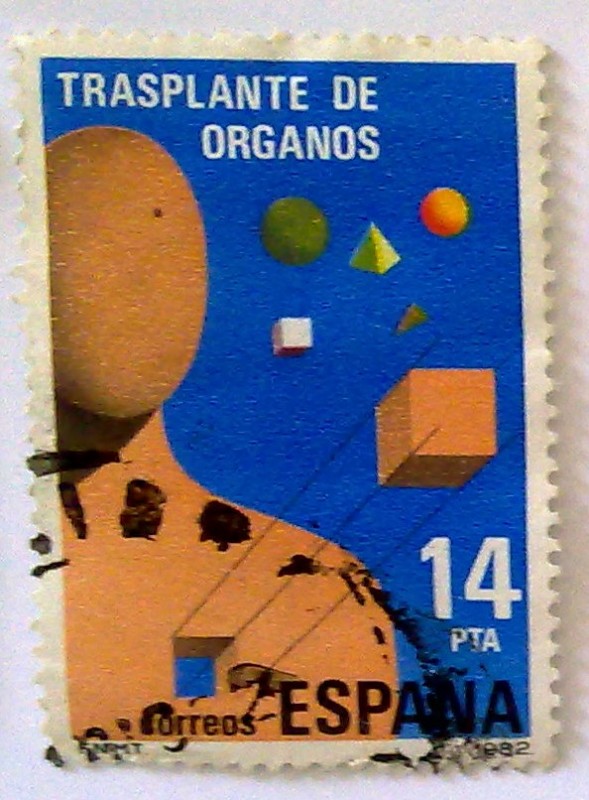 TRASPLANTE DE
ORGANOS
14
PTA
correos ESPAÑA
FNMT 1982